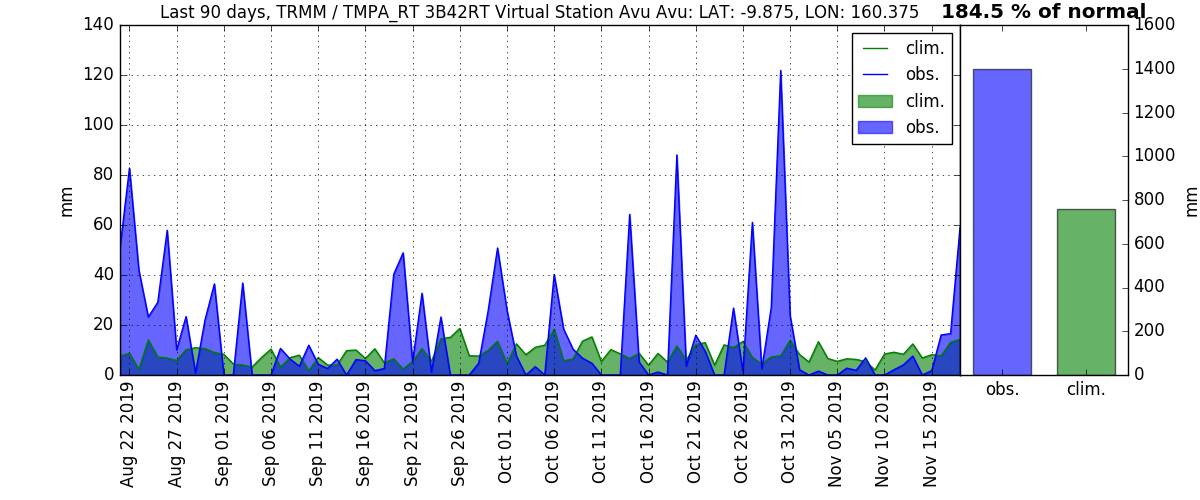 Last 90 days, TRMM / TMPA_RT 3B42RT Virtual Station Avu Avu: LAT: -9.875, LON: 160.375
184.5 % of normal
140
120
100
80
60
40
20
0
mm
clim.
obs.
clim.
obs.
1600
1400
1200
1000
800
600
400
200
0
mm
obs.
clim.
Aug 22 2019
Aug 27 2019
Sep 01 2019
Sep 06 2019
Sep 11 2019
Sep 16 2019
Sep 21 2019
Sep 26 2019
Oct 01 2019
Oct 06 2019
Oct 11 2019
Oct 16 2019
Oct 21 2019
Oct 26 2019
Oct 31 2019
Nov 05 2019
Nov 10 2019
Nov 15 2019